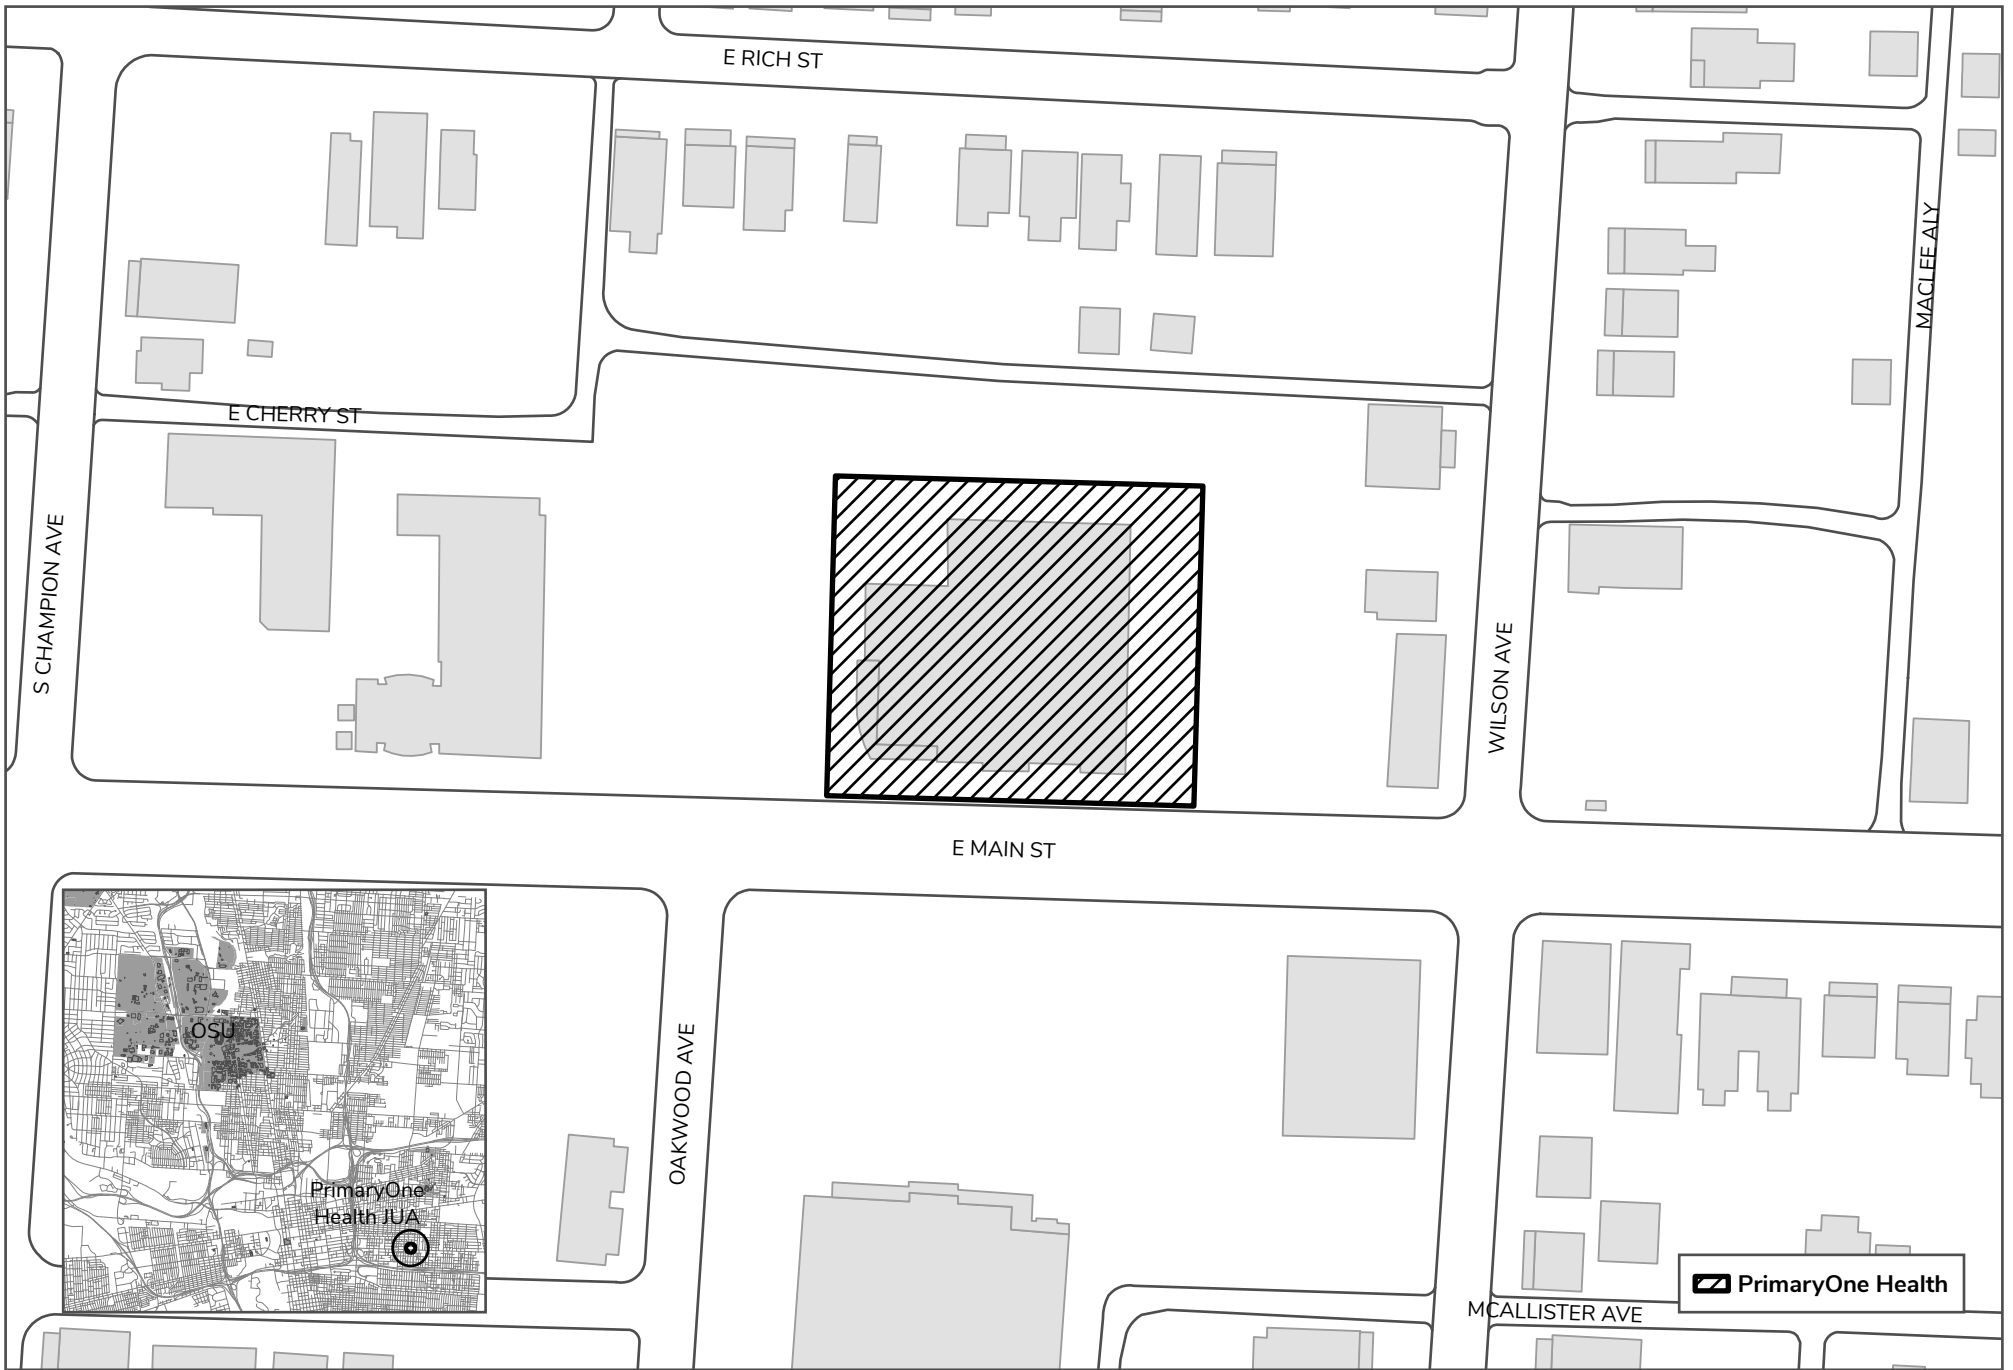 E RICH ST
MACLEE ALY
E CHERRY ST
S CHAMPION AVE
WILSON AVE
E MAIN ST
OSU
OAKWOOD AVE
PrimaryOne
Health JUA
PrimaryOne Health
MCALLISTER AVE